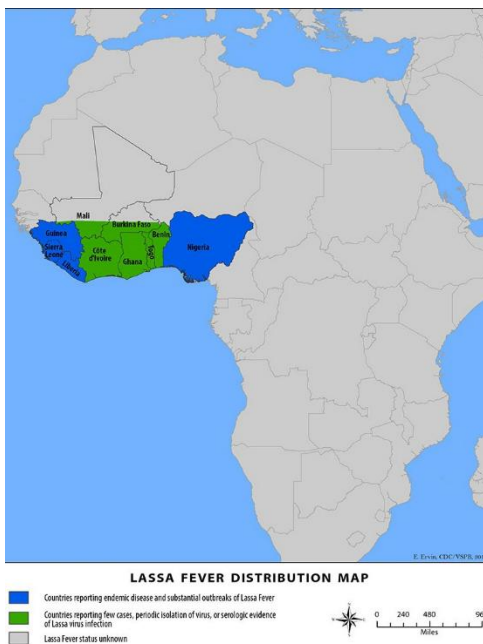 Mali
Guinea
Burkina Faso
Benin
Sierra
Leone
Côte
d'Ivoire
Togo
Nigeria
Ghana
Liberia
E. Ervin, CDC/VSPB,
LASSA FEVER DISTRIBUTION MAP
Countries reporting endemic disease and substantial outbreaks of Lassa Fever
Countries reporting few cases, periodic isolation of virus, or serologic evidence
of Lassa virus infection
Lassa Fever status unknown
0 240 480 960
Miles